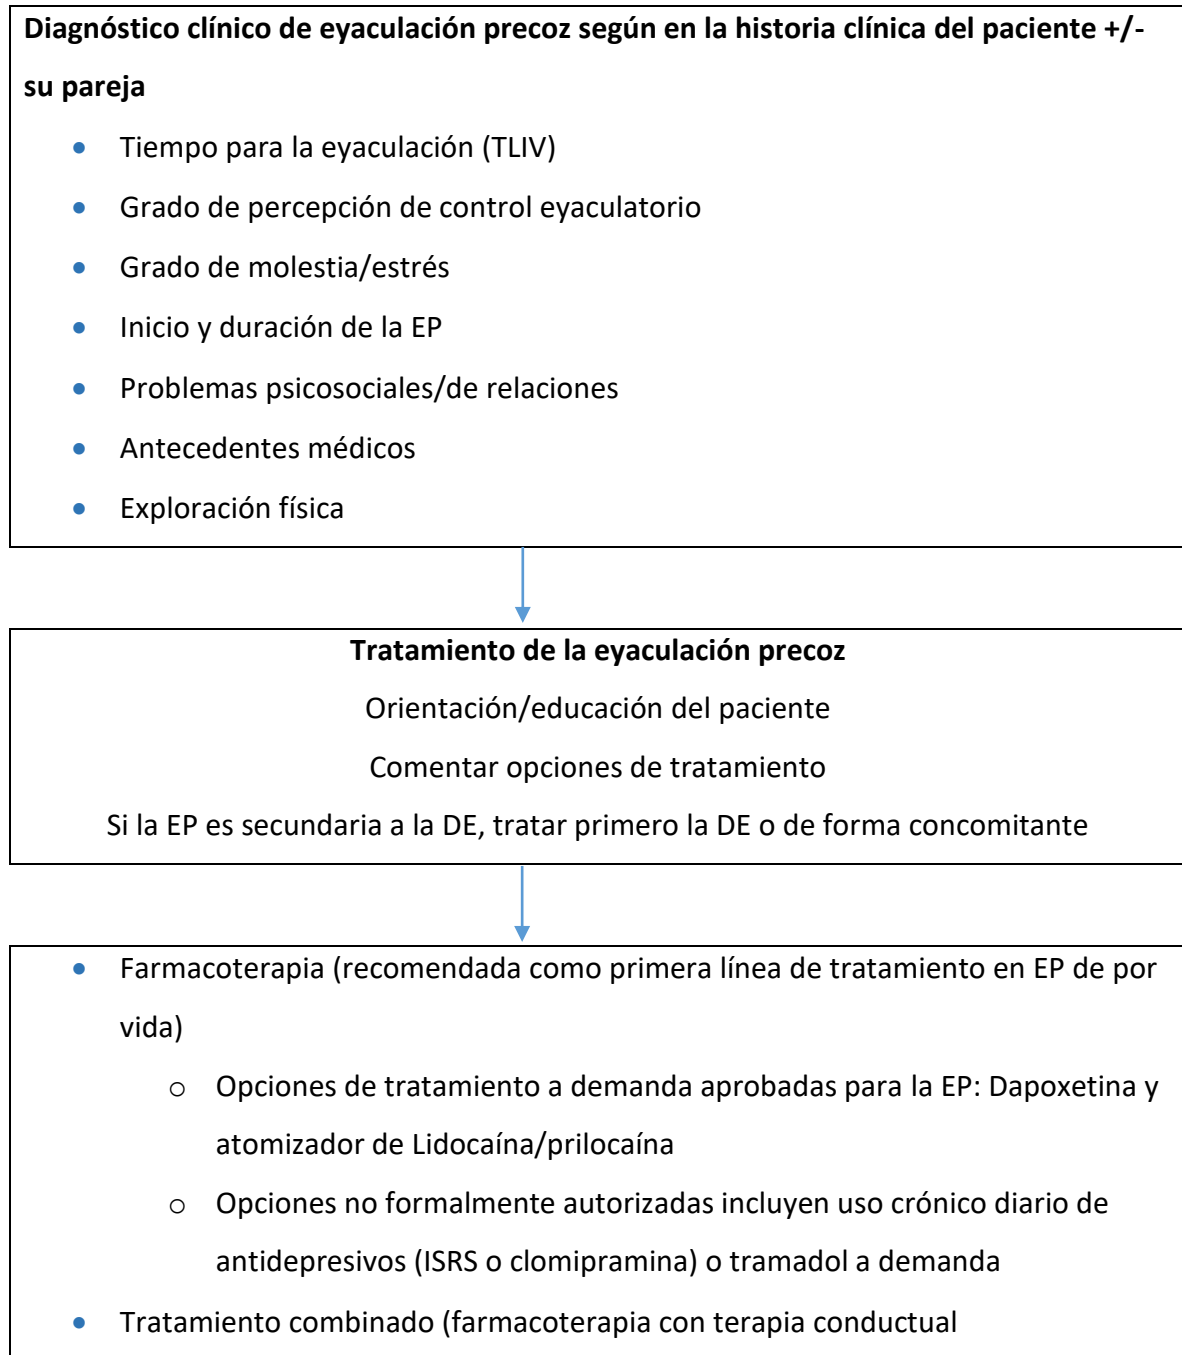 Diagnóstico clínico de eyaculación precoz según en la historia clínica del paciente +/-
su pareja
• Tiempo para la eyaculación (TLIV)
• Grado de percepción de control eyaculatorio
• Grado de molestia/estrés
• Inicio y duración de la EP
• Problemas psicosociales/de relaciones
• Antecedentes médicos
• Exploración física
Tratamiento de la eyaculación precoz
Orientación/educación del paciente
Comentar opciones de tratamiento
Si la EP es secundaria a la DE, tratar primero la DE o de forma concomitante
• Farmacoterapia (recomendada como primera línea de tratamiento en EP de por
vida)
o Opciones de tratamiento a demanda aprobadas para la EP: Dapoxetina y
atomizador de Lidocaína/prilocaína
o Opciones no formalmente autorizadas incluyen uso crónico diario de
antidepresivos (ISRS o clomipramina) o tramadol a demanda
• Tratamiento combinado (farmacoterapia con terapia conductual